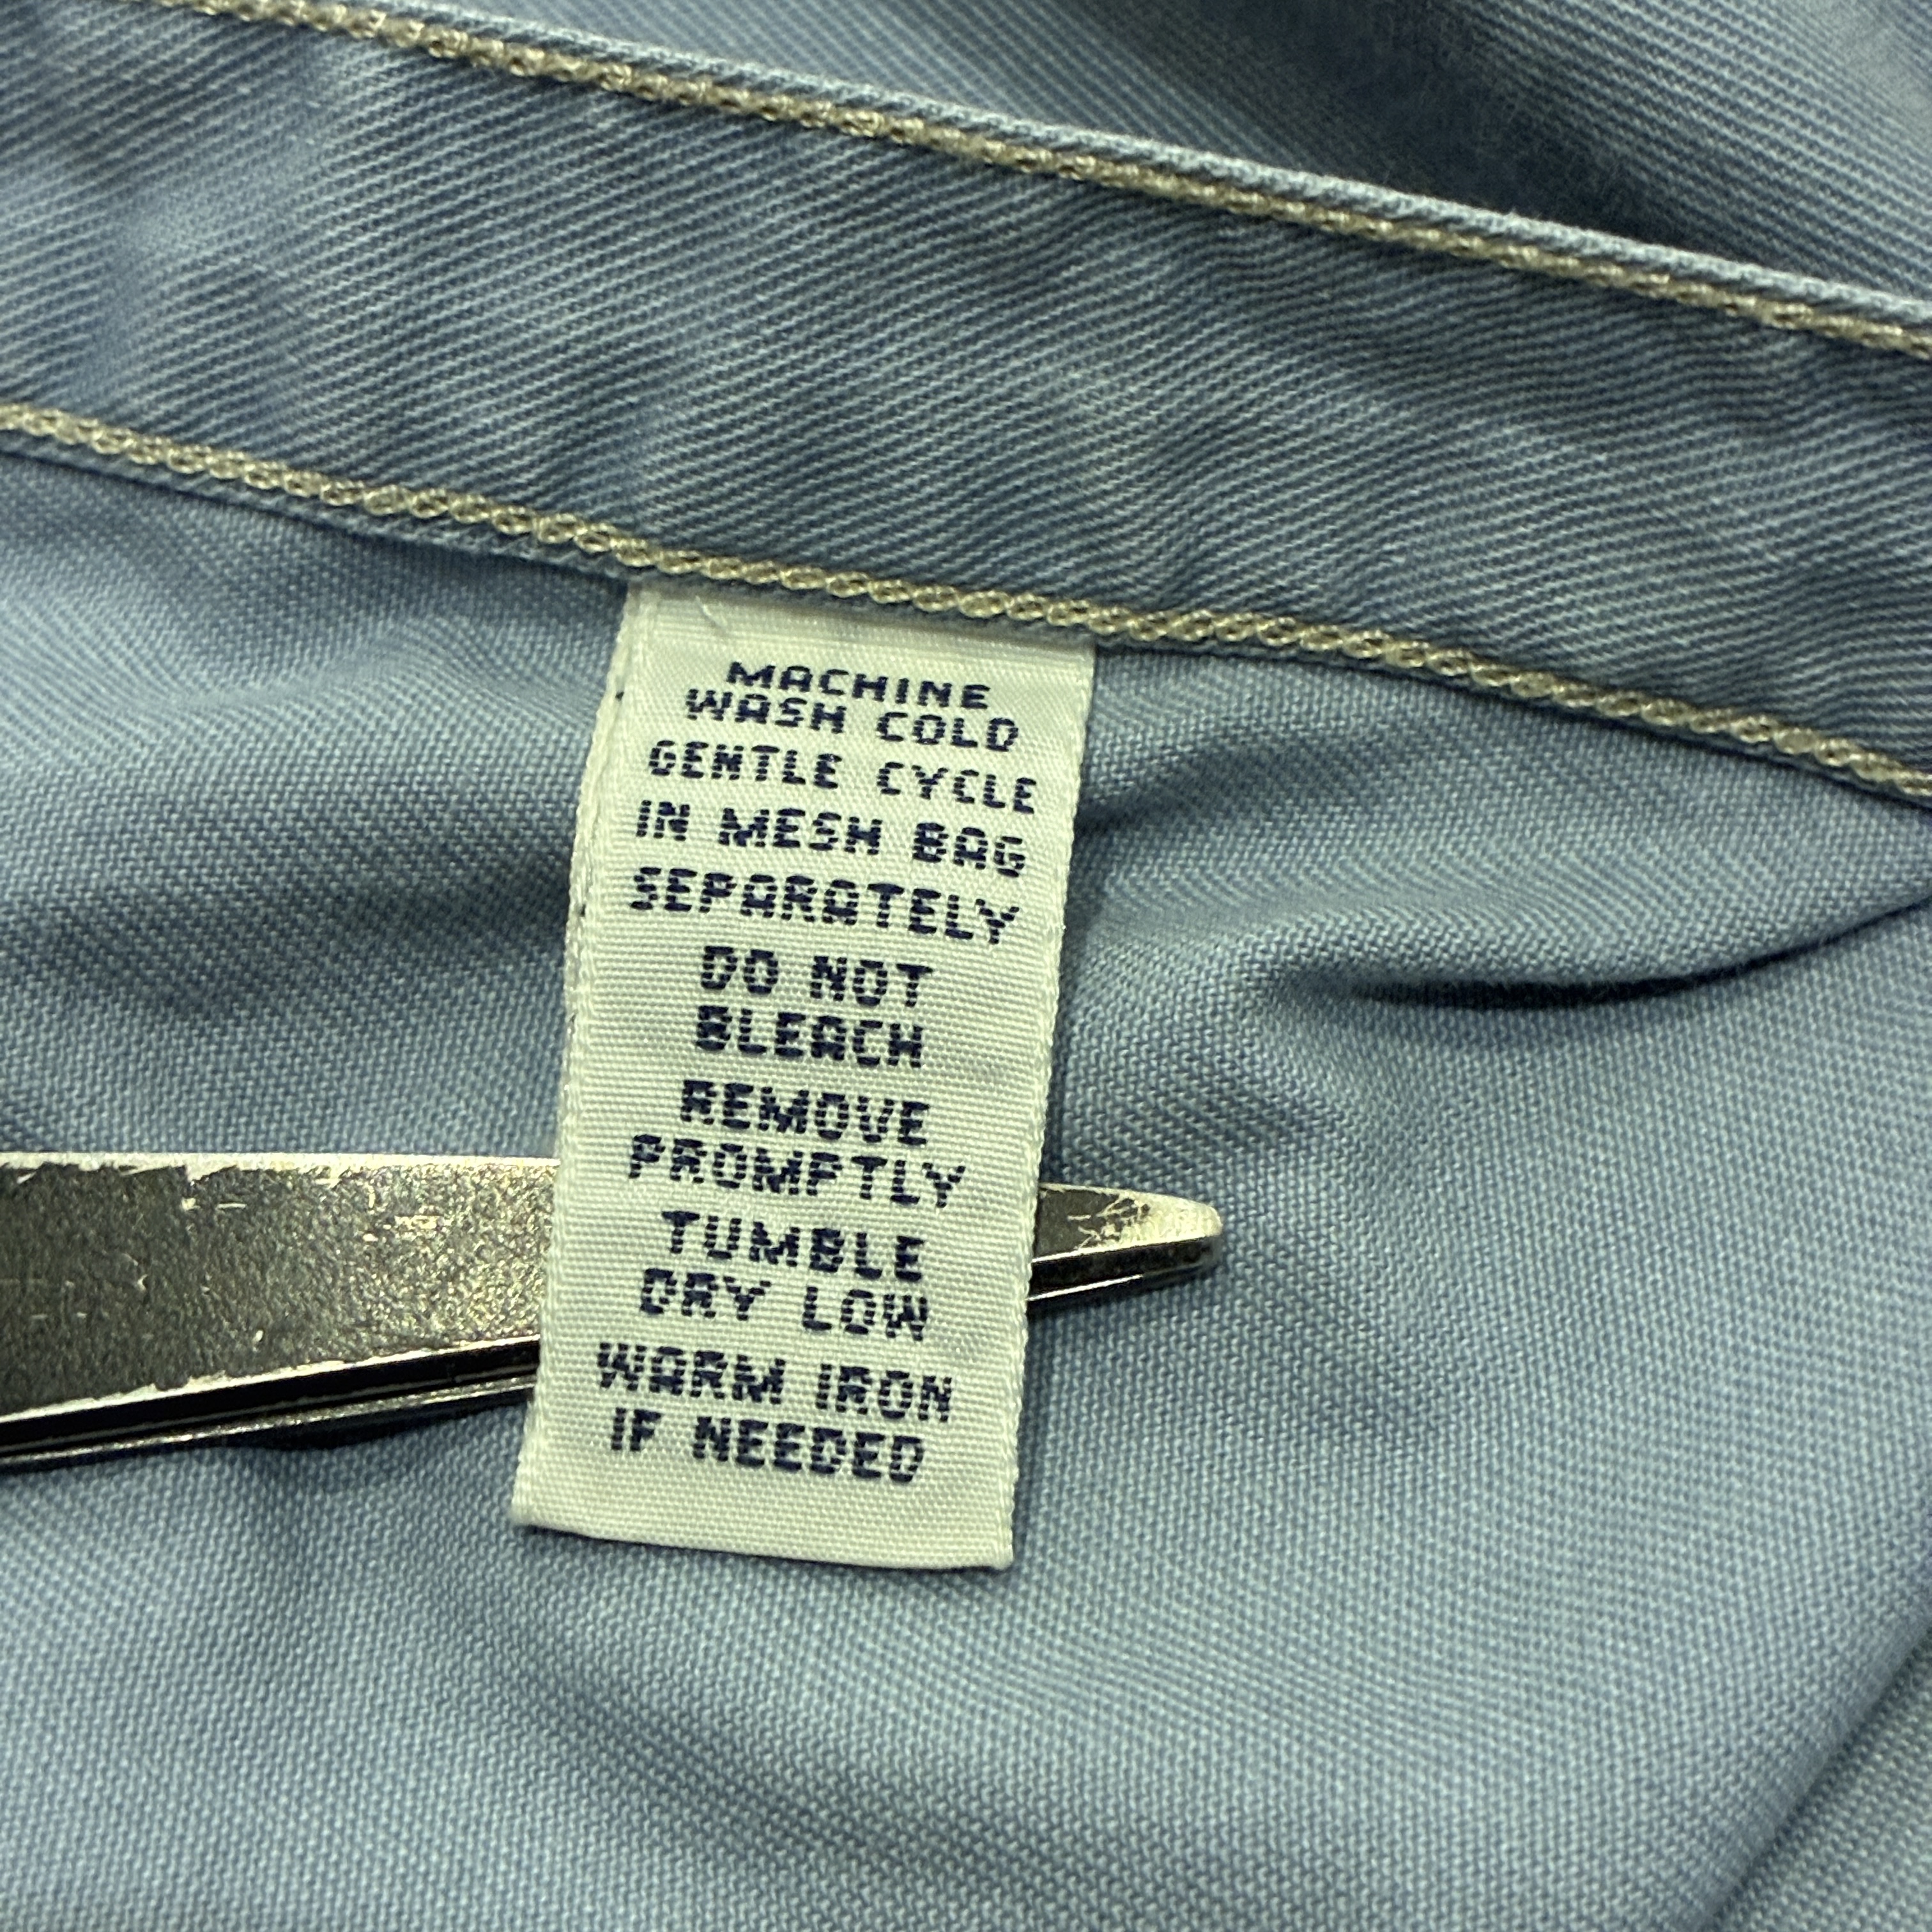 MACHINE
WASH COLD
GENTLE CYCLE
IN MESH BAG
SEPARATELY
DO NOT
BLEACH
REMOVE
PROMPTLY
TUMBLE
DRY LOW
WARM IRON
IF NEEDED